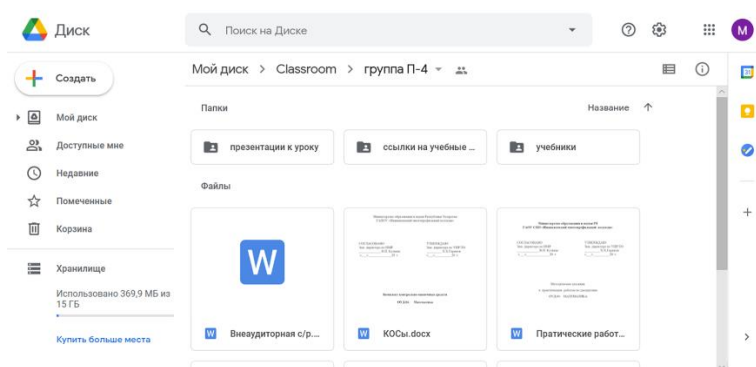 Диск
Поиск на Диске
M
Создать
Мой диск > Classroom > группа П-4
31
Мой диск
Доступные мне
Недавние
Помеченные
Корзина
Хранилище
Использовано 369,9 МБ из
15 ГБ
Купить больше места
Папки
Название
презентации к уроку
ссылки на учебные ...
учебники
Файлы
W
W Внеаудиторная с/р....
W КОСы.docx
W Пратические работ...